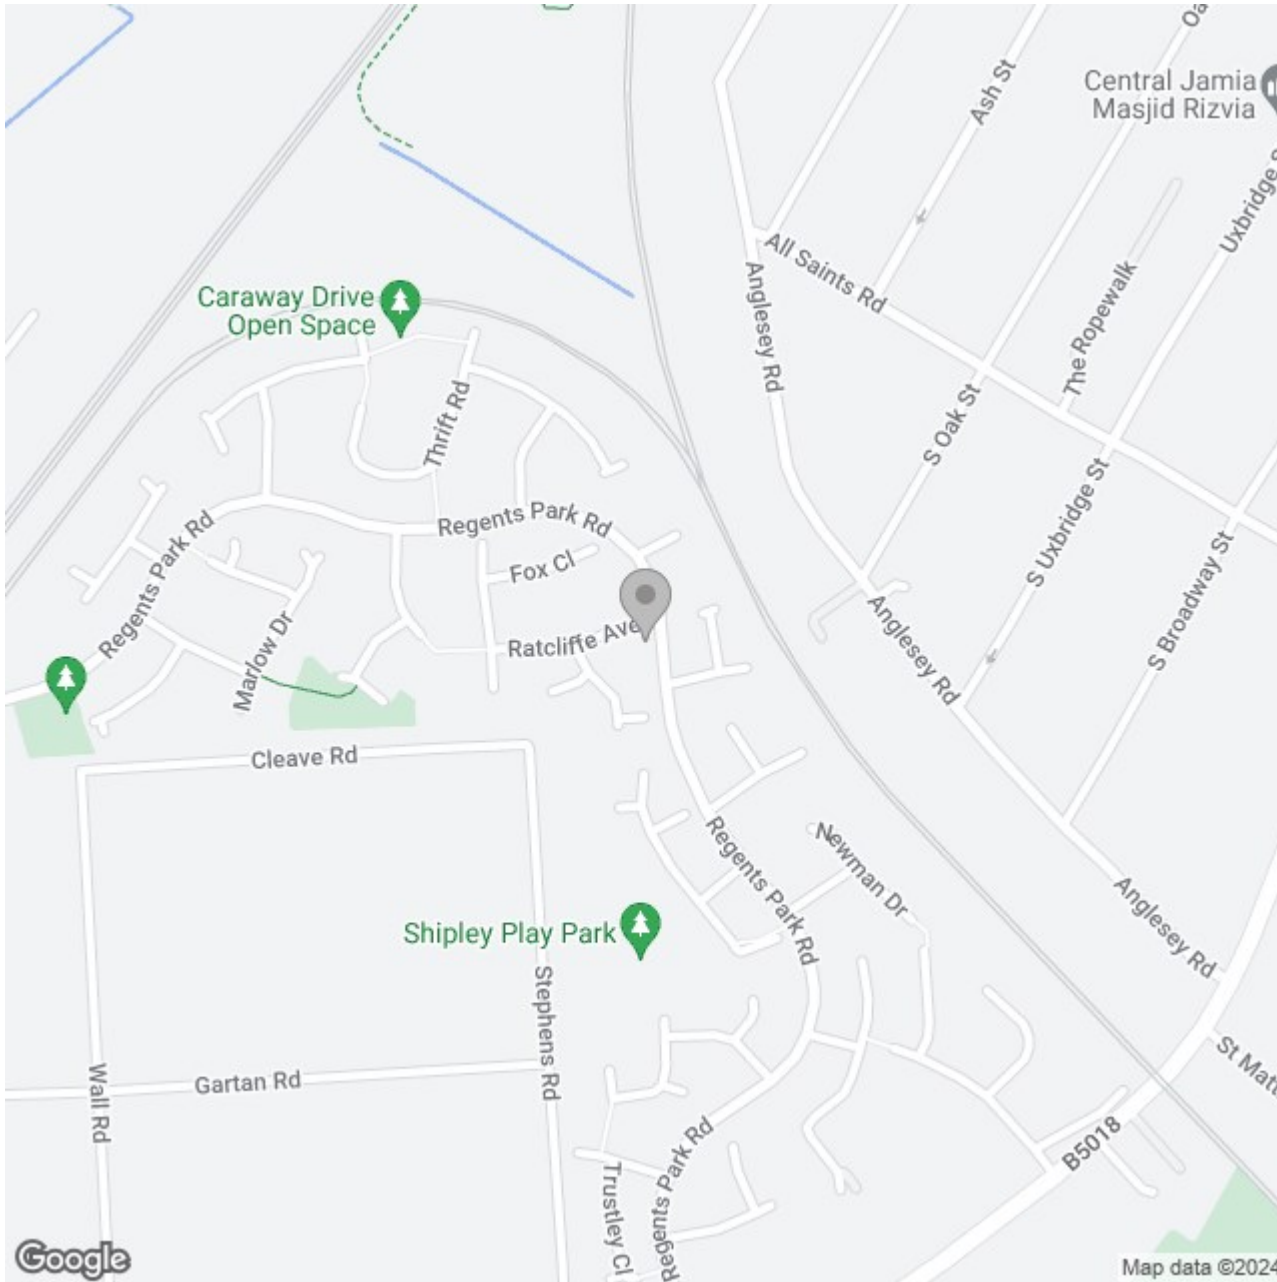 Oa
Ash St
Central Jamia
Masjid Rizvia
Uxbridge S
All Saints Rd
Anglesey Rd
The Ropewalk
Caraway Drive
Open Space
Thrift Rd
S Oak St
S Uxbridge St
S Broadway St
Regents Park Rd
Regents Park Rd
Fox Cl
Ratcliffe Ave
Marlow Dr
Anglesey Rd
Cleave Rd
Newman Dr
Regents Park Rd
Anglesey Rd
Shipley Play Park
Stephens Rd
St Matt
Wall Rd
Gartan Rd
B5018
Trustley Cl
Regents Park Rd
Google
Map data ©2024